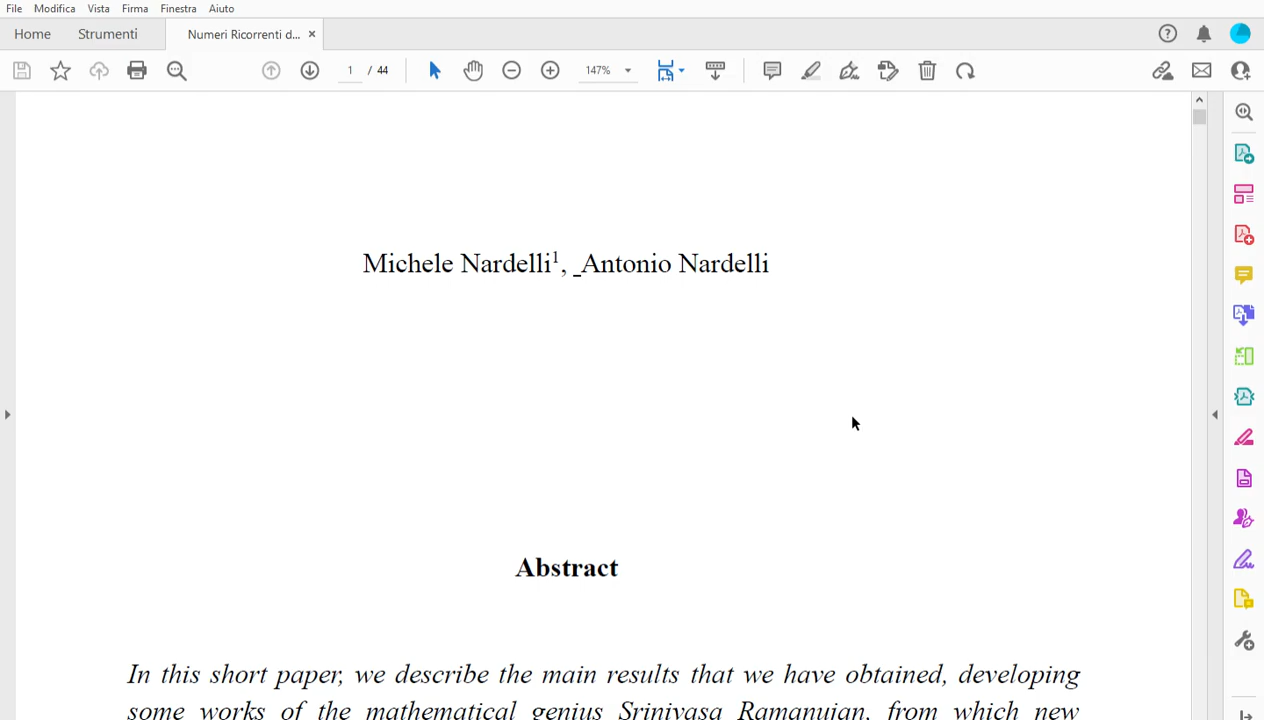 File Modifica Vista Firma Finestra Aiuto
Home Strumenti Numeri Ricorrenti d... ×
1 / 44 147%
Michele Nardelli¹, _Antonio Nardelli
Abstract
In this short paper, we describe the main results that we have obtained, developing
some works of the mathematical genius Srinivasa Ramanujan, from which new